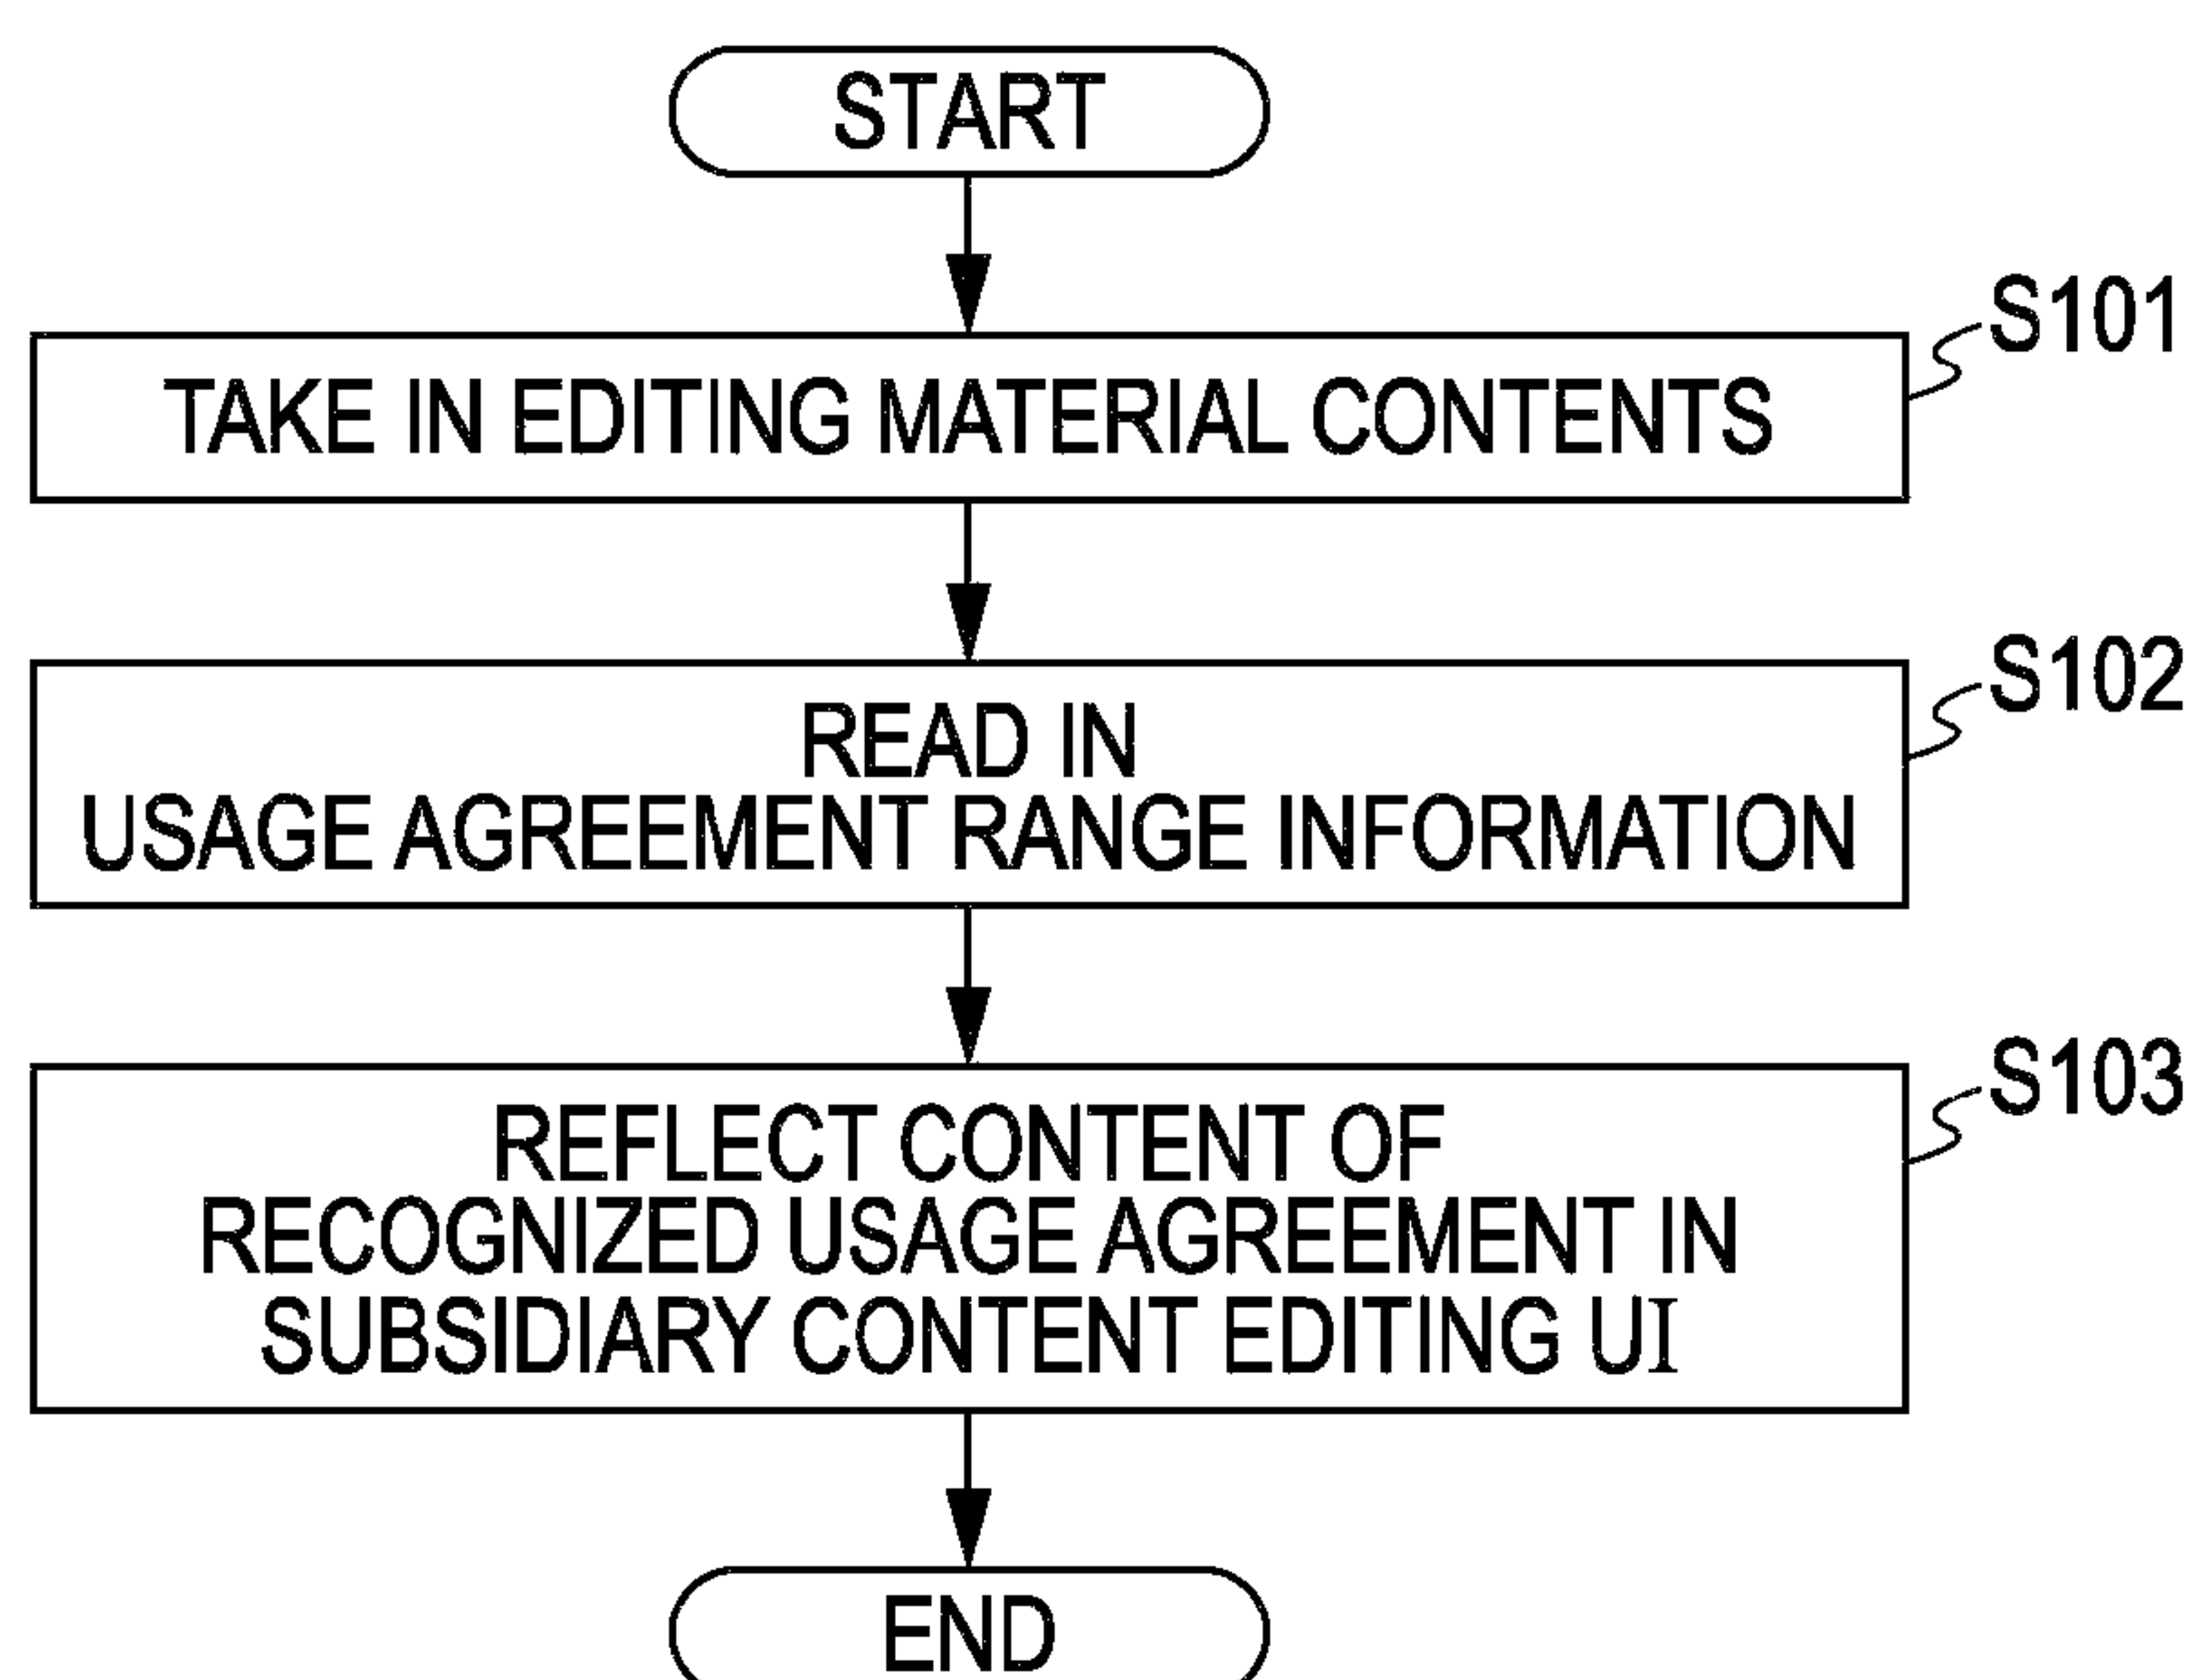 START
S101
TAKE IN EDITING MATERIAL CONTENTS
S102
READ IN
USAGE AGREEMENT RANGE INFORMATION
S103
REFLECT CONTENT OF
RECOGNIZED USAGE AGREEMENT IN
SUBSIDIARY CONTENT EDITING UI
END